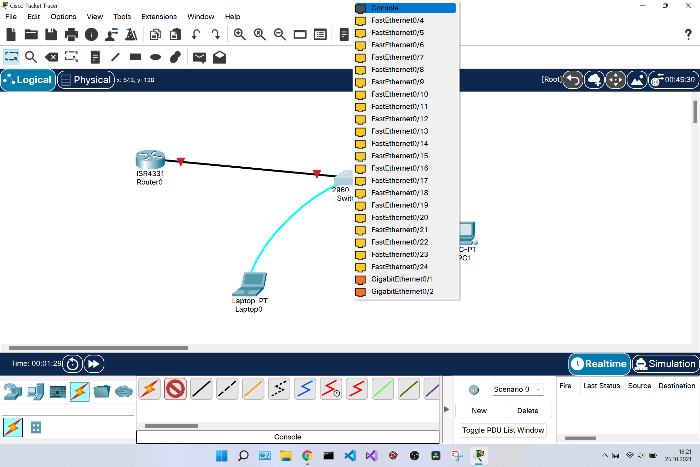 Cisco Packet Tracer
File Edit Options View Tools Extensions Window Help
Logical
Physical
x: 543, y: 138
[Root]
00:45:30
Console
FastEthernet0/4
FastEthernet0/5
FastEthernet0/6
FastEthernet0/7
FastEthernet0/8
FastEthernet0/9
FastEthernet0/10
FastEthernet0/11
FastEthernet0/12
FastEthernet0/13
FastEthernet0/14
FastEthernet0/15
FastEthernet0/16
FastEthernet0/17
FastEthernet0/18
FastEthernet0/19
FastEthernet0/20
FastEthernet0/21
FastEthernet0/22
FastEthernet0/23
FastEthernet0/24
GigabitEthernet0/1
GigabitEthernet0/2
ISR4331
Router0
2960
Swit
C-PT
PC1
Laptop-PT
Laptop0
Time: 00:01:29
Realtime
Simulation
Scenario 0
New
Delete
Toggle PDU List Window
Fire Last Status Source Destination
Console
16:21
25.10.2021